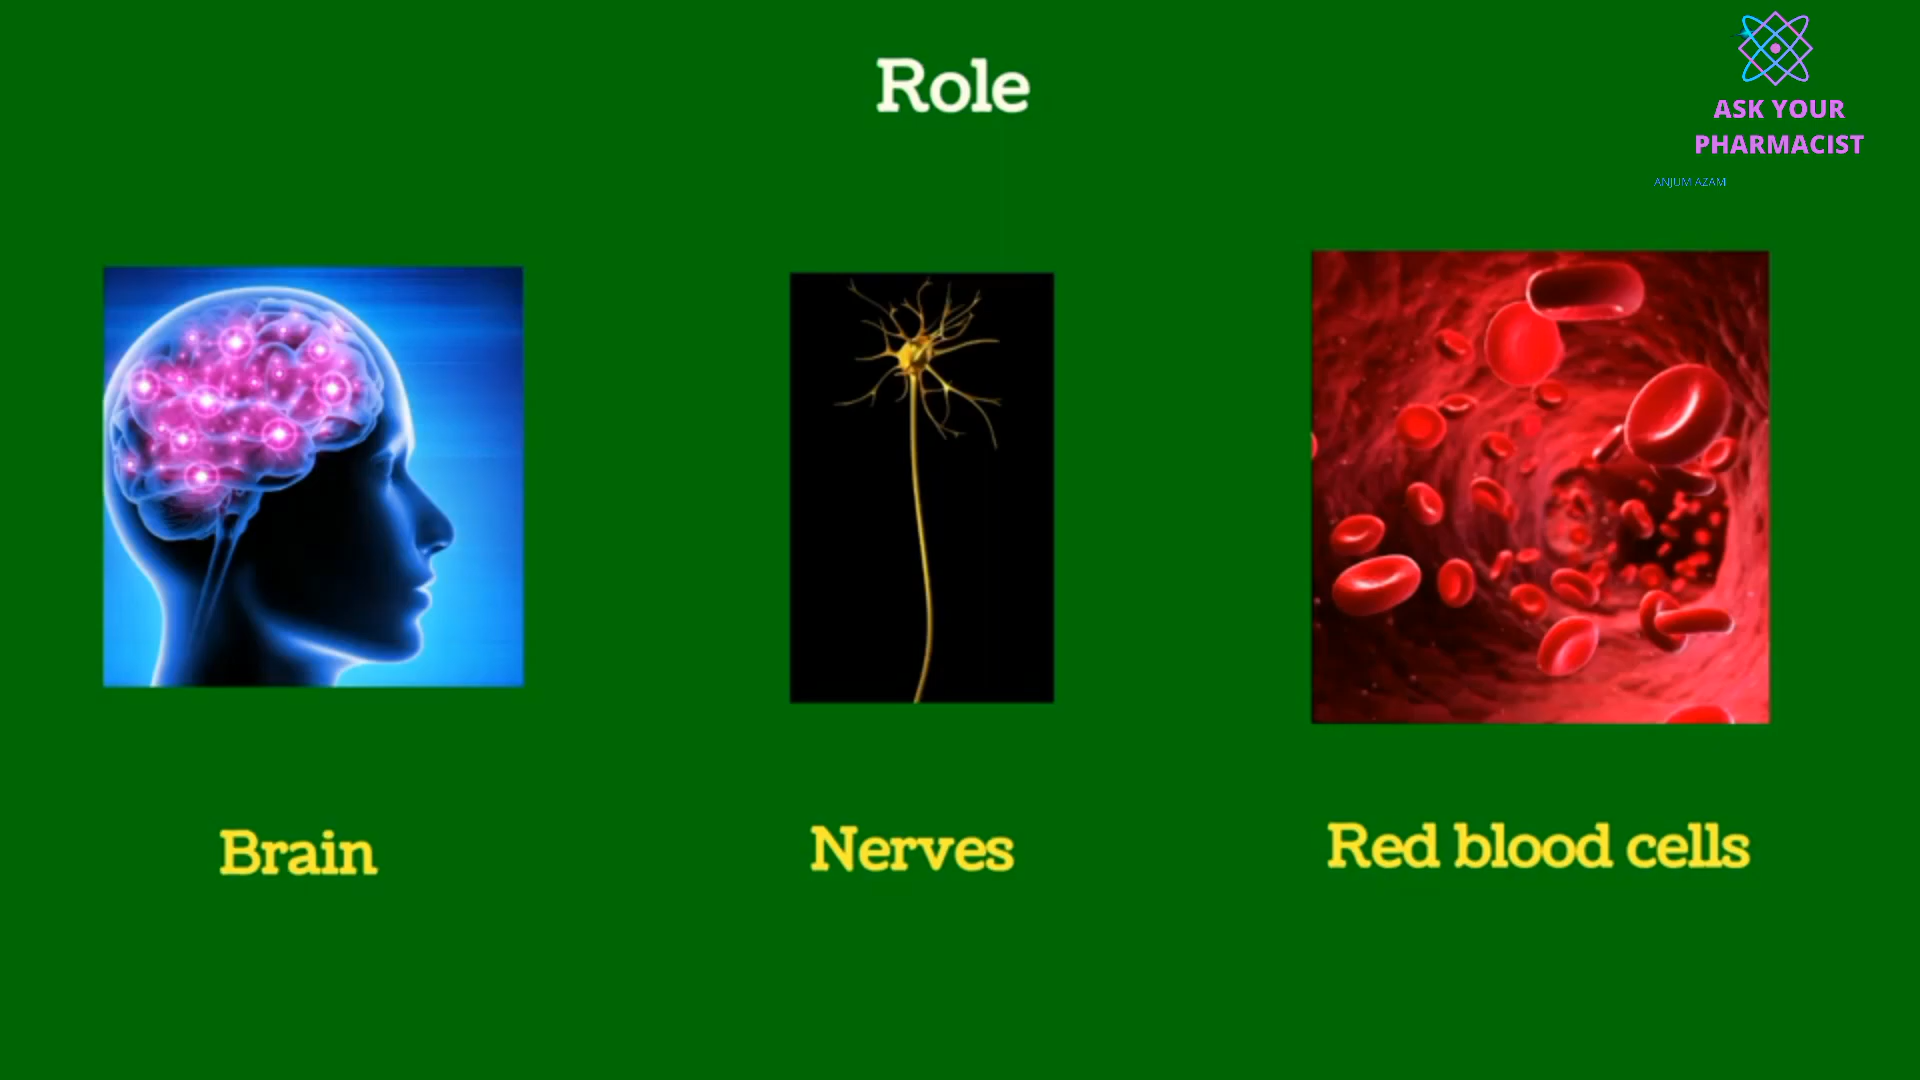 Role
ASK YOUR
PHARMACIST
ANJUM AZAM
Brain
Nerves
Red blood cells